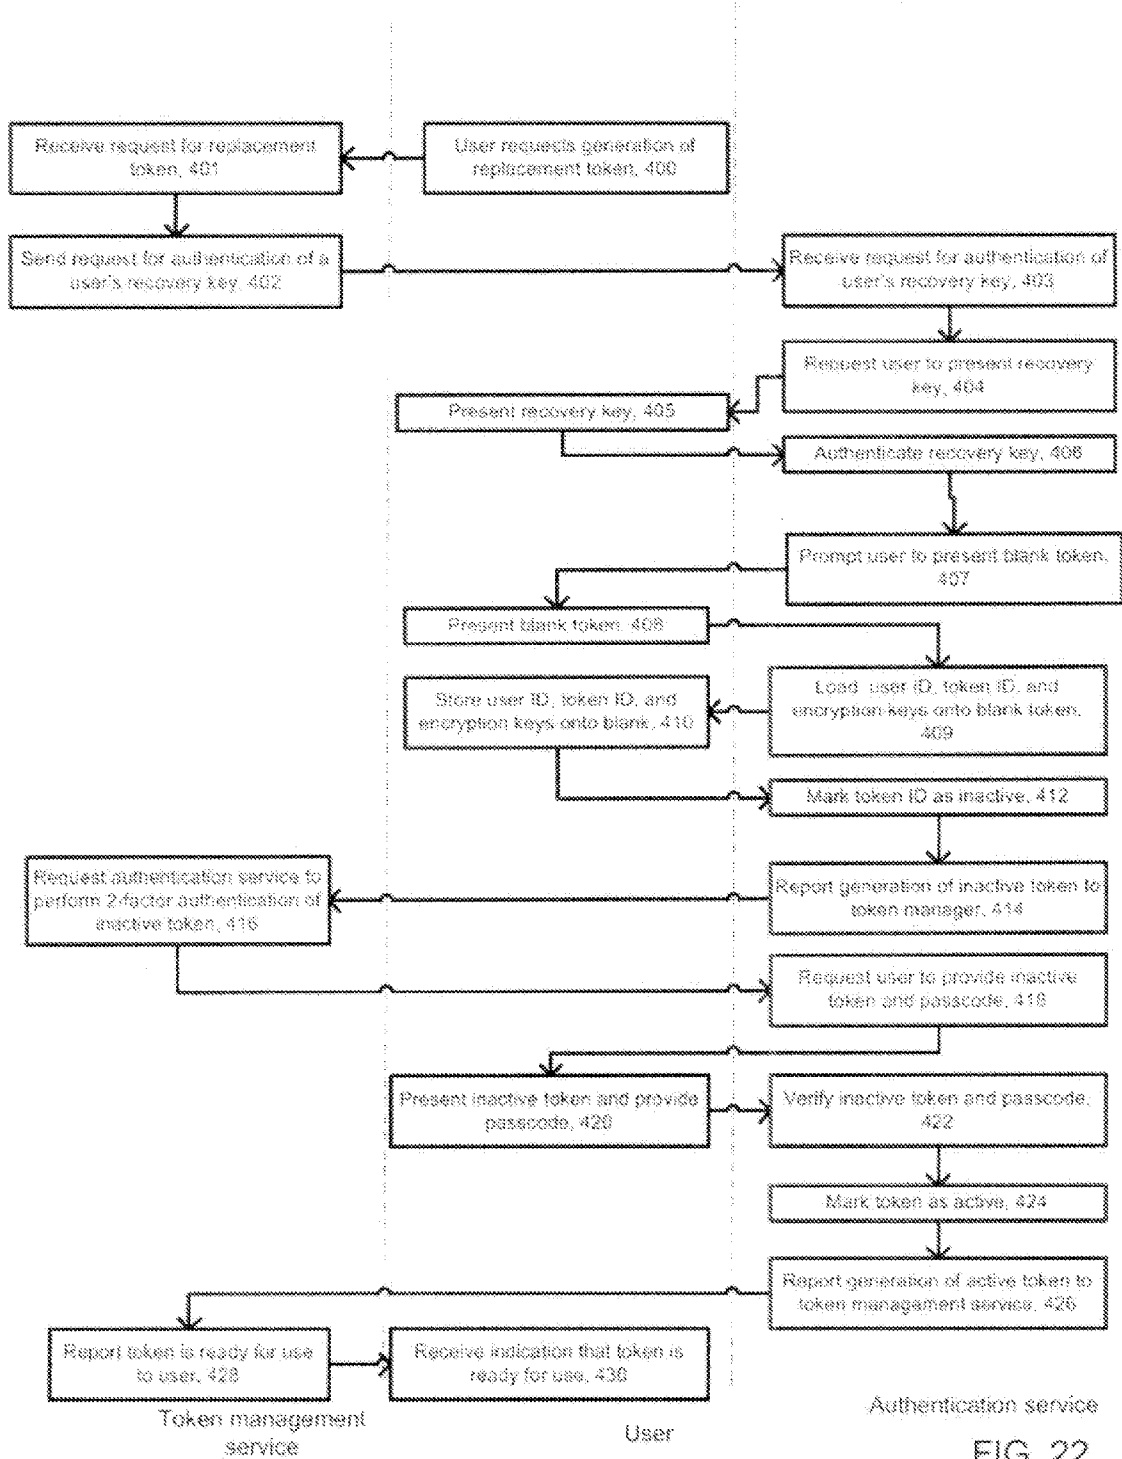 Receive request for replacement
token, 401
User requests generation of
replacement token, 400
Send request for authentication of a
user's recovery key, 402
Receive request for authentication of
user's recovery key, 403
Request user to present recovery
key, 404
Present recovery key, 405
Authenticate recovery key, 406
Prompt user to present blank token,
407
Present blank token, 408
Store user ID, token ID, and
encryption keys onto blank, 410
Load user ID, token ID, and
encryption keys onto blank token,
409
Mark token ID as inactive, 412
Request authentication service to
perform 2-factor authentication of
inactive token, 416
Report generation of inactive token to
token manager, 414
Request user to provide inactive
token and passcode, 418
Present inactive token and provide
passcode, 420
Verify inactive token and passcode,
422
Mark token as active, 424
Report generation of active token to
token management service, 426
Report token is ready for use
to user, 428
Receive indication that token is
ready for use, 430
Token management
service
User
Authentication service
FIG. 22